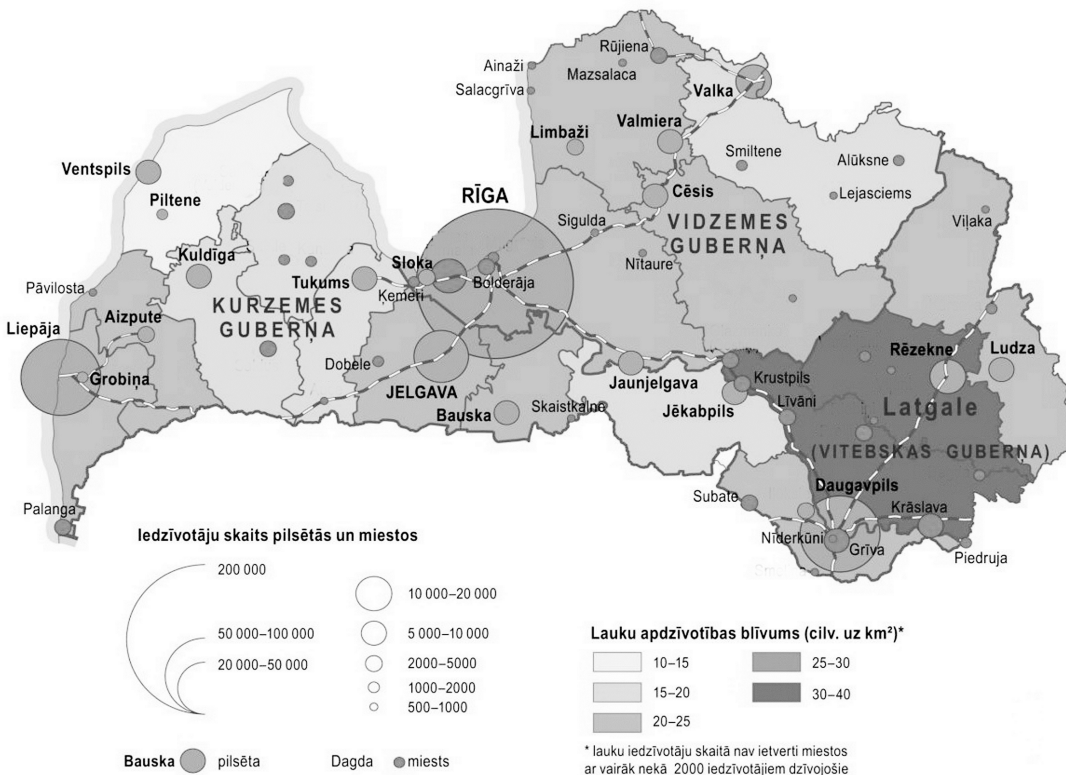 Rūjiena
Ainaži
Mazsalaca
Salacgrīva
Valka
Valmiera
Limbaži
Smiltene
Alūksne
Ventspils
Piltene
RĪGA
Cēsis
Lejasciems
Sigulda
VIDZEMES
GUBERŅA
Viļaka
Kuldīga
Nītaure
Sloka
Bolderāja
Tukums
Ķemeri
Pāvilosta
KURZEMES
GUBERŅA
Aizpute
Liepāja
Grobiņa
Dobele
JELGAVA
Jaunjelgava
Rēzekne
Ludza
Krustpils
Jēkabpils
Līvāni
Latgale
Bauska
Skaistkalne
(VITEBSKAS GUBERŅA)
Daugavpils
Subate
Krāslava
Palanga
Nīderkūni
Grīva
Piedruja
Iedzīvotāju skaits pilsētās un miestos
200 000
50 000–100 000
20 000–50 000
10 000–20 000
5 000–10 000
2000–5000
1000–2000
500–1000
Bauska pilsēta
Dagda miests
Lauku apdzīvotības blīvums (cilv. uz km²)*
10–15
15–20
20–25
25–30
30–40
* lauku iedzīvotāju skaitā nav ietverti miestos
ar vairāk nekā 2000 iedzīvotājiem dzīvojošie